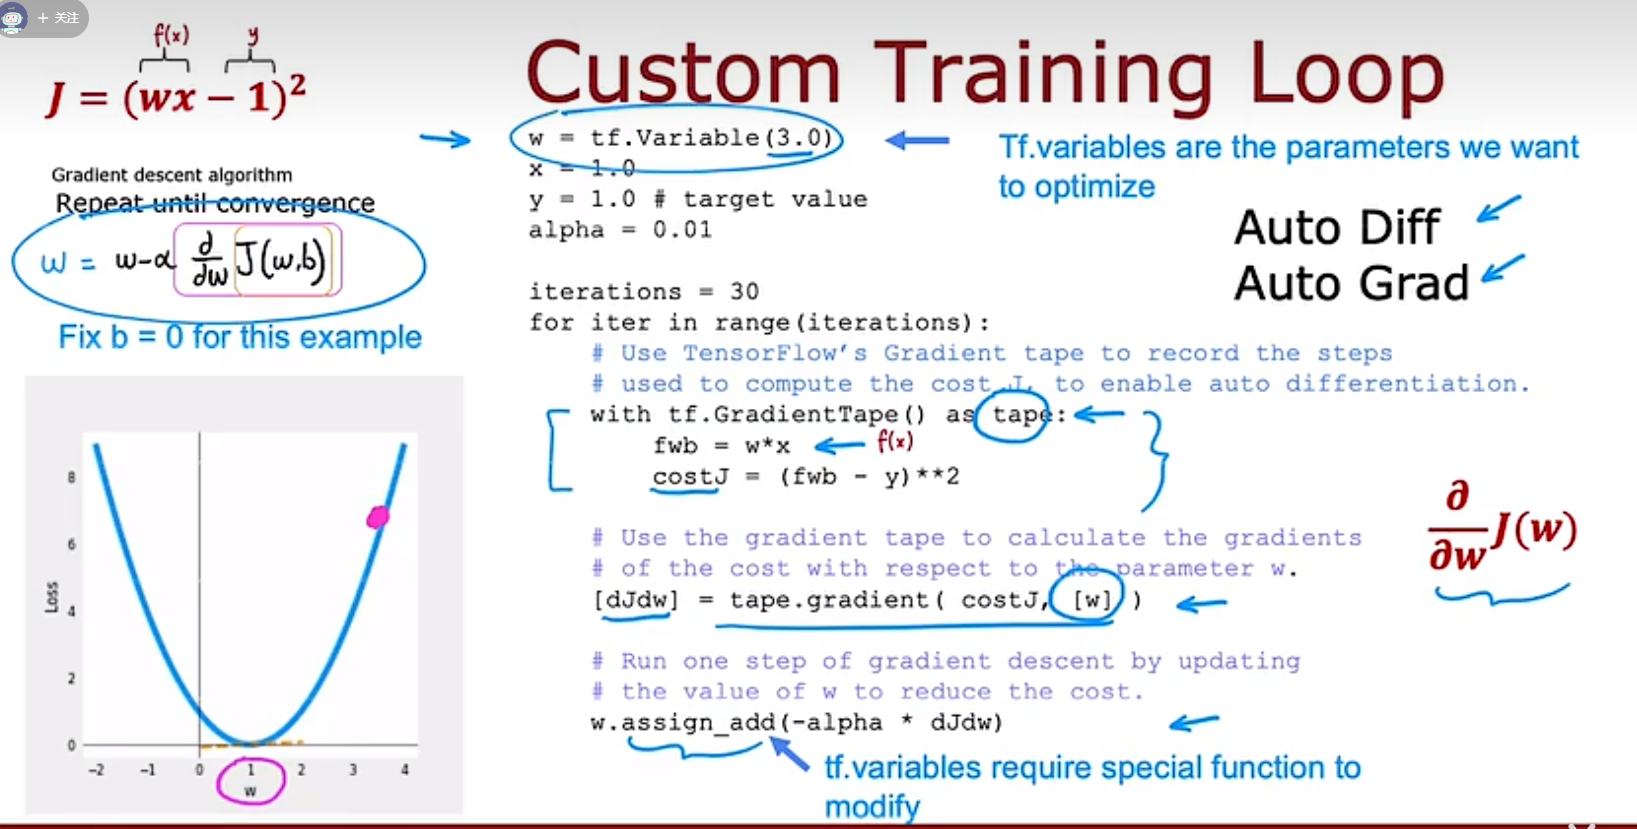 + 关注
f(x) y
J = (wx − 1)²
Gradient descent algorithm
Repeat until convergence
w = w-α d/dw J(w,b)
Fix b = 0 for this example
Loss
8
6
4
2
0
-2 -1 0 1 2 3 4
w
Custom Training Loop
w = tf.Variable(3.0)
x = 1.0
y = 1.0 # target value
alpha = 0.01
Tf.variables are the parameters we want
to optimize
Auto Diff
Auto Grad
iterations = 30
for iter in range(iterations):
# Use TensorFlow’s Gradient tape to record the steps
# used to compute the cost J, to enable auto differentiation.
with tf.GradientTape() as tape:
fwb = w*x f(x)
costJ = (fwb - y)**2
# Use the gradient tape to calculate the gradients
# of the cost with respect to the parameter w.
[dJdw] = tape.gradient( costJ, [w] )
∂/∂w J(w)
# Run one step of gradient descent by updating
# the value of w to reduce the cost.
w.assign_add(-alpha * dJdw)
tf.variables require special function to
modify